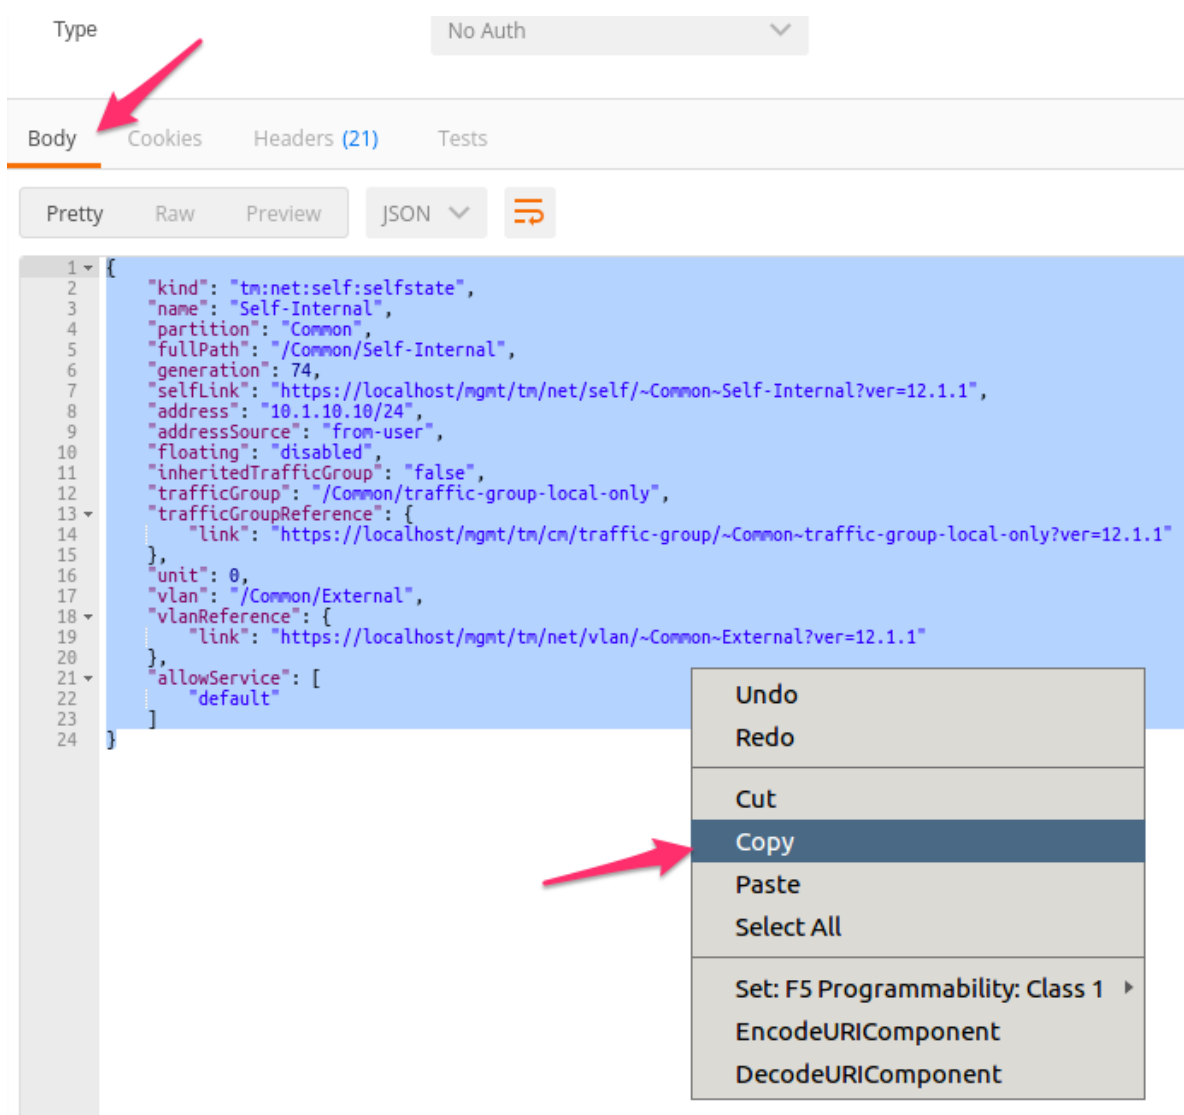 Type
No Auth
Body Cookies Headers (21) Tests
Pretty Raw Preview JSON
1 {
2 "kind": "tm:net:self:selfstate",
3 "name": "Self-Internal",
4 "partition": "Common",
5 "fullPath": "/Common/Self-Internal",
6 "generation": 74,
7 "selfLink": "https://localhost/mgmt/tm/net/self/~Common~Self-Internal?ver=12.1.1",
8 "address": "10.1.10.10/24",
9 "addressSource": "from-user",
10 "floating": "disabled",
11 "inheritedTrafficGroup": "false",
12 "trafficGroup": "/Common/traffic-group-local-only",
13 "trafficGroupReference": {
14 "link": "https://localhost/mgmt/tm/cm/traffic-group/~Common~traffic-group-local-only?ver=12.1.1"
15 },
16 "unit": 0,
17 "vlan": "/Common/External",
18 "vlanReference": {
19 "link": "https://localhost/mgmt/tm/net/vlan/~Common~External?ver=12.1.1"
20 },
21 "allowService": [
22 "default"
23 ]
24 }
Undo
Redo
Cut
Copy
Paste
Select All
Set: F5 Programmability: Class 1
EncodeURIComponent
DecodeURIComponent